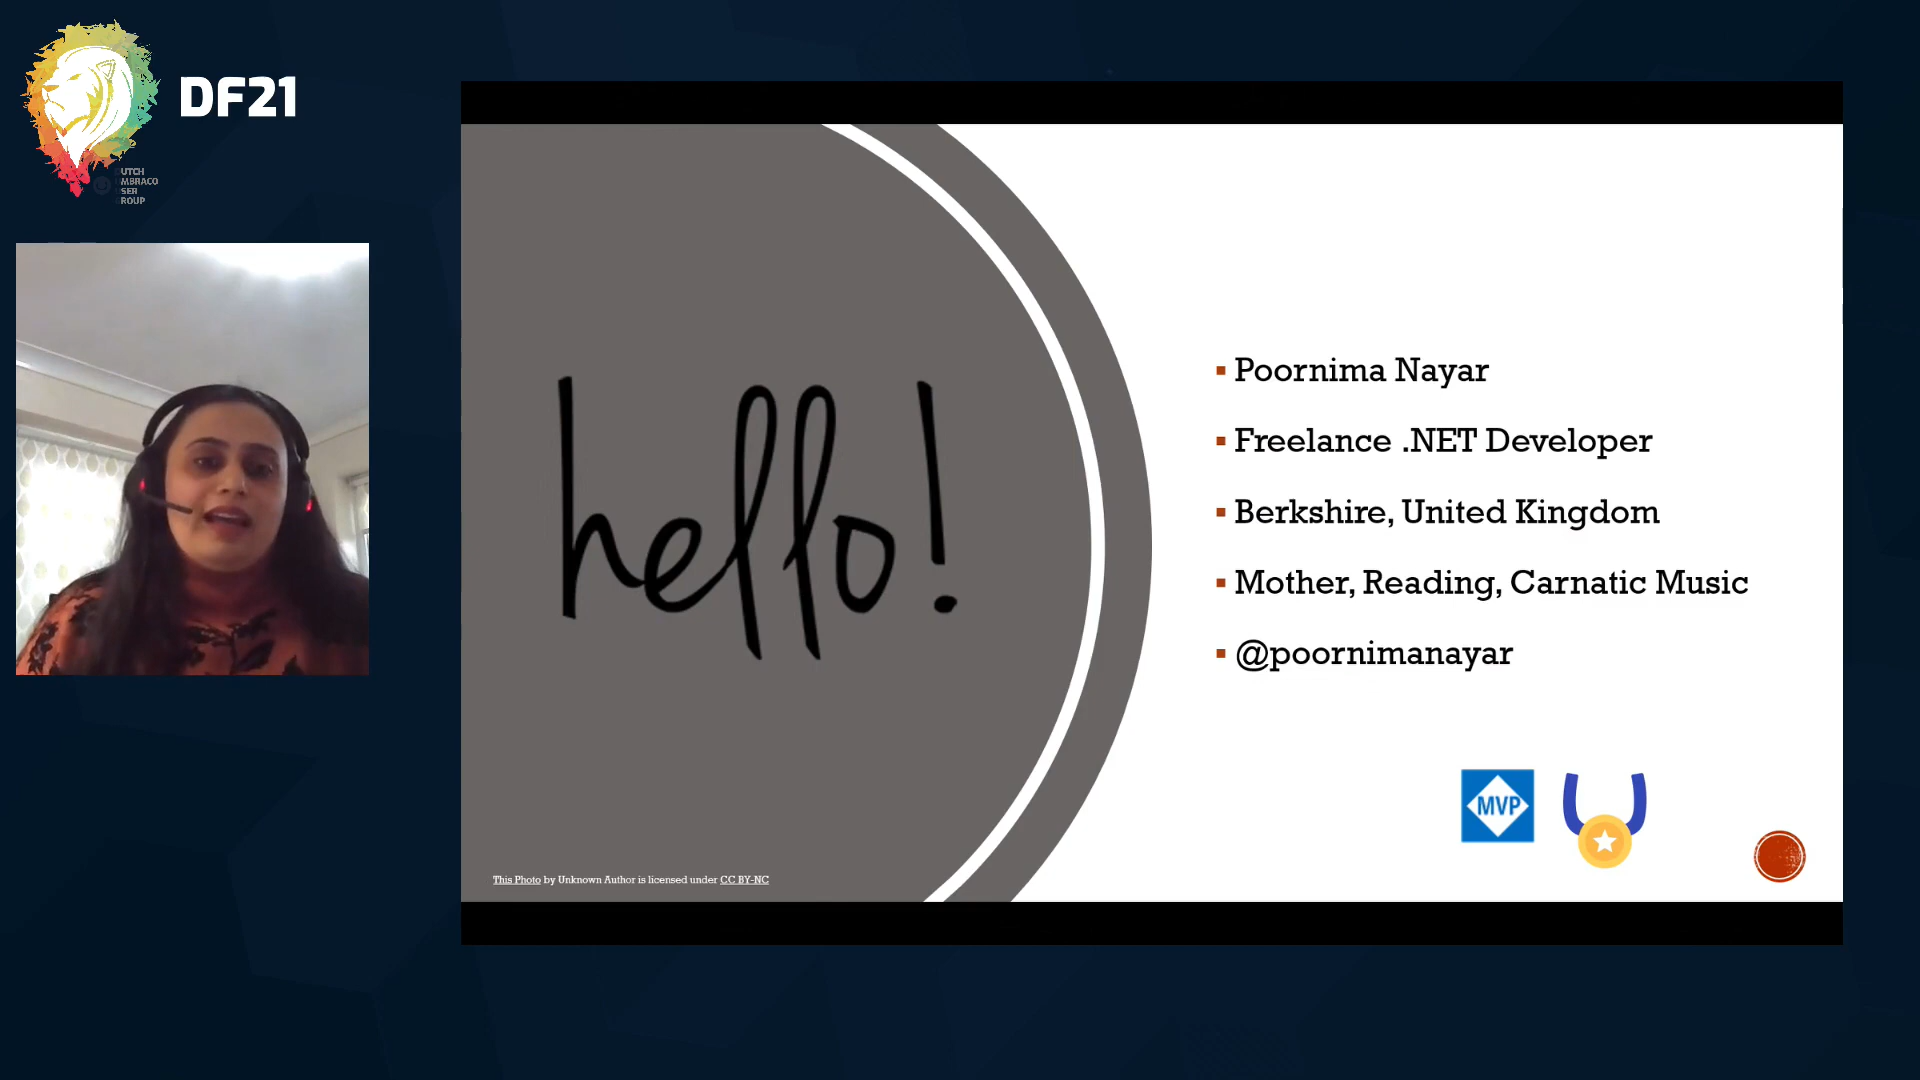 DF21
UTCH
MBRACO
SER
ROUP
hello!
Poornima Nayar
Freelance .NET Developer
Berkshire, United Kingdom
Mother, Reading, Carnatic Music
@poornimanayar
MVP
This Photo by Unknown Author is licensed under CC BY-NC